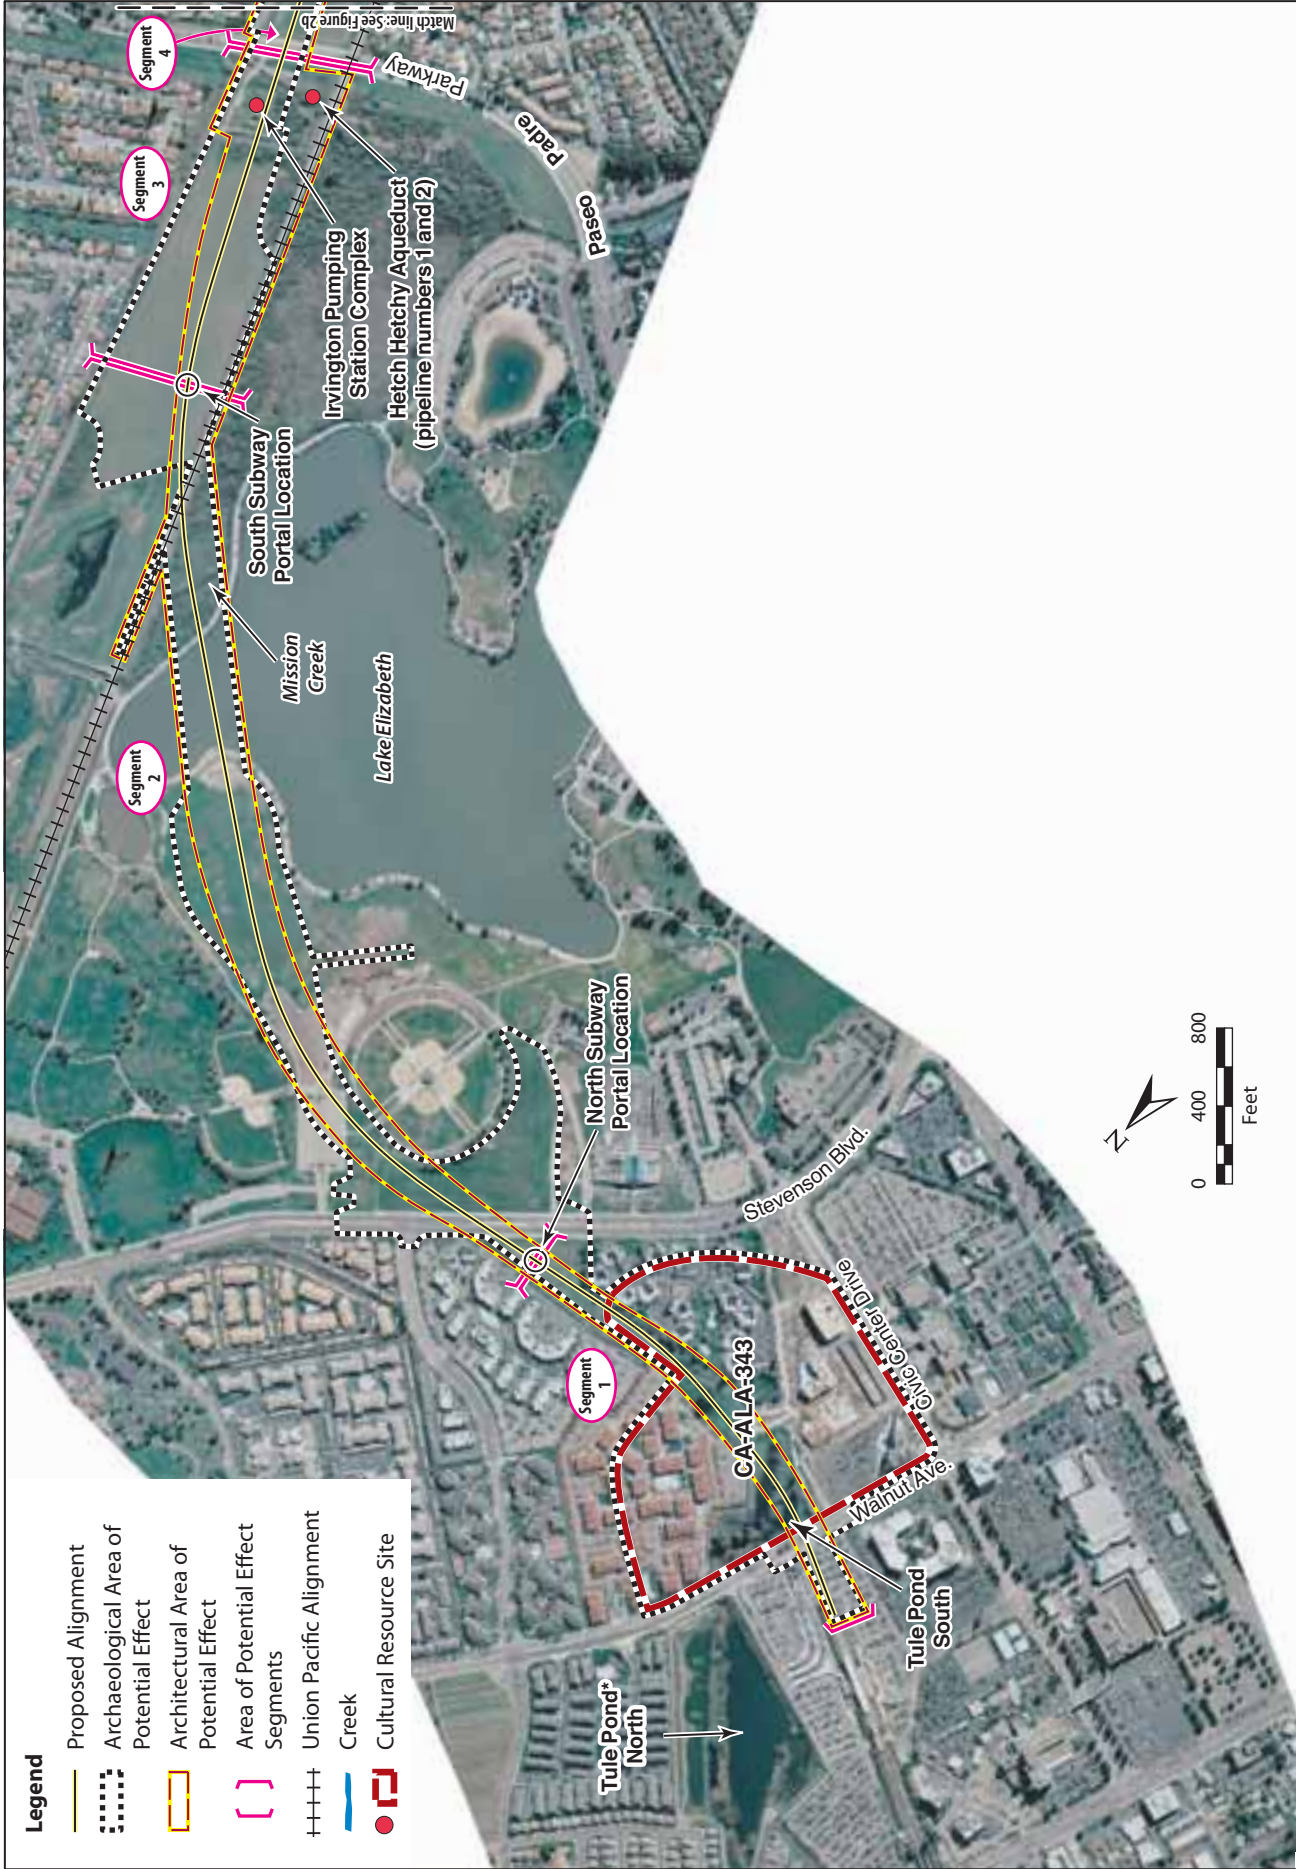 Legend
Proposed Alignment
Archaeological Area of
Potential Effect
Architectural Area of
Potential Effect
Area of Potential Effect
Segments
Union Pacific Alignment
Creek
Cultural Resource Site
Tule Pond*
North
Tule Pond
South
Walnut Ave.
CA-ALA-343
Civic Center Drive
Segment
1
Stevenson Blvd.
North Subway
Portal Location
Segment
2
Lake Elizabeth
Mission
Creek
South Subway
Portal Location
Irvington Pumping
Station Complex
Hetch Hetchy Aqueduct
(pipeline numbers 1 and 2)
Segment
3
Segment
4
Paseo
Padre
Parkway
Match line: See Figure 2b
N
0
400
800
Feet